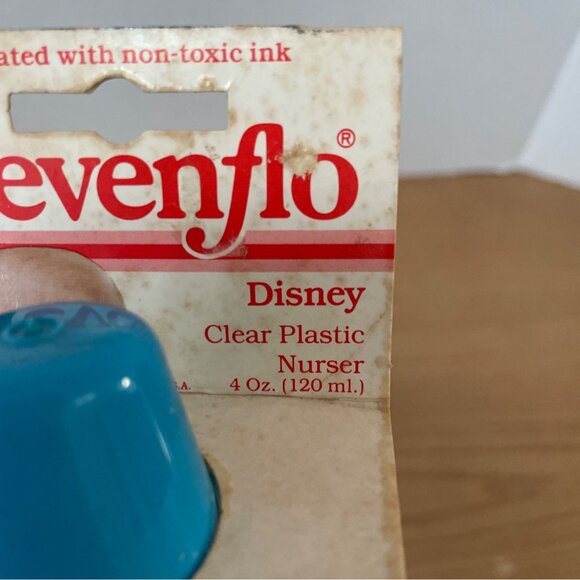 ated with non-toxic ink
evenflo®
Disney
Clear Plastic
Nurser
S.A. 4 Oz. (120 ml.)